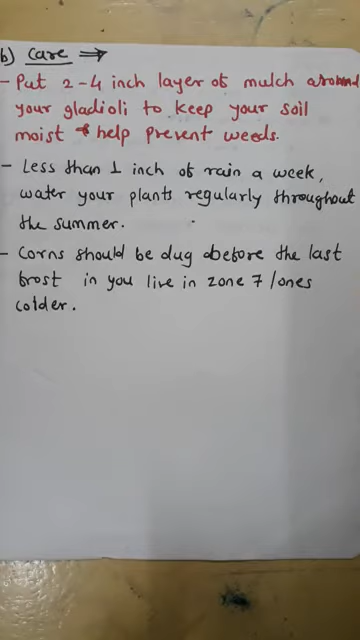 b) Care ⇒
- Put 2-4 inch layer of mulch around
your gladioli to keep your soil
moist & help prevent weeds.
- Less than 1 inch of rain a week,
water your plants regularly throughout
the summer.
- Corns should be dug before the last
frost in you live in zone 7 /ones
colder.